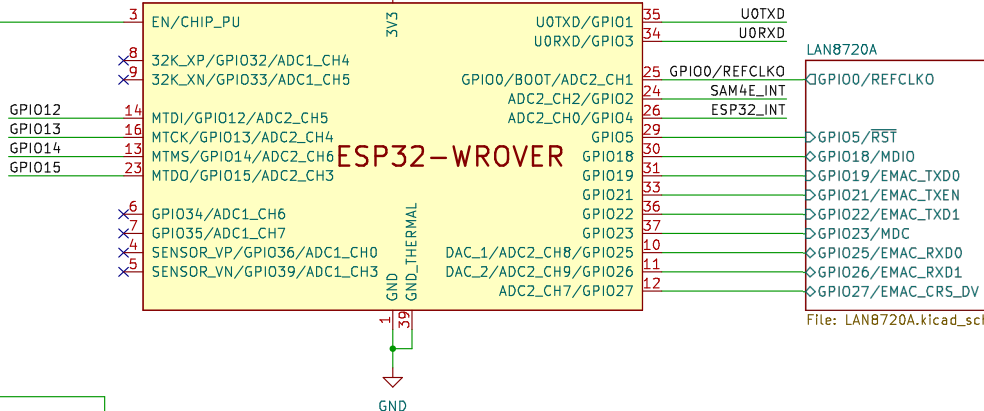 3 EN/CHIP_PU 3V3 U0TXD/GPIO1 35 U0TXD
U0RXD/GPIO3 34 U0RXD
LAN8720A
8 32K_XP/GPIO32/ADC1_CH4
9 32K_XN/GPIO33/ADC1_CH5 GPIO0/BOOT/ADC2_CH1 25 GPIO0/REFCLKO GPIO0/REFCLKO
ADC2_CH2/GPIO2 24 SAM4E_INT
GPIO12 14 MTDI/GPIO12/ADC2_CH5 ADC2_CH0/GPIO4 26 ESP32_INT
GPIO13 16 MTCK/GPIO13/ADC2_CH4 GPIO5 29 GPIO5/RST
GPIO14 13 MTMS/GPIO14/ADC2_CH6 ESP32-WROVER GPIO18 30 GPIO18/MDIO
GPIO15 23 MTDO/GPIO15/ADC2_CH3 GPIO19 31 GPIO19/EMAC_TXD0
GPIO21 33 GPIO21/EMAC_TXEN
6 GPIO34/ADC1_CH6 GPIO22 36 GPIO22/EMAC_TXD1
7 GPIO35/ADC1_CH7 GPIO23 37 GPIO23/MDC
4 SENSOR_VP/GPIO36/ADC1_CH0 DAC_1/ADC2_CH8/GPIO25 10 GPIO25/EMAC_RXD0
5 SENSOR_VN/GPIO39/ADC1_CH3 DAC_2/ADC2_CH9/GPIO26 11 GPIO26/EMAC_RXD1
GND GND_THERMAL ADC2_CH7/GPIO27 12 GPIO27/EMAC_CRS_DV
1 39 File: LAN8720A.kicad_sc
GND